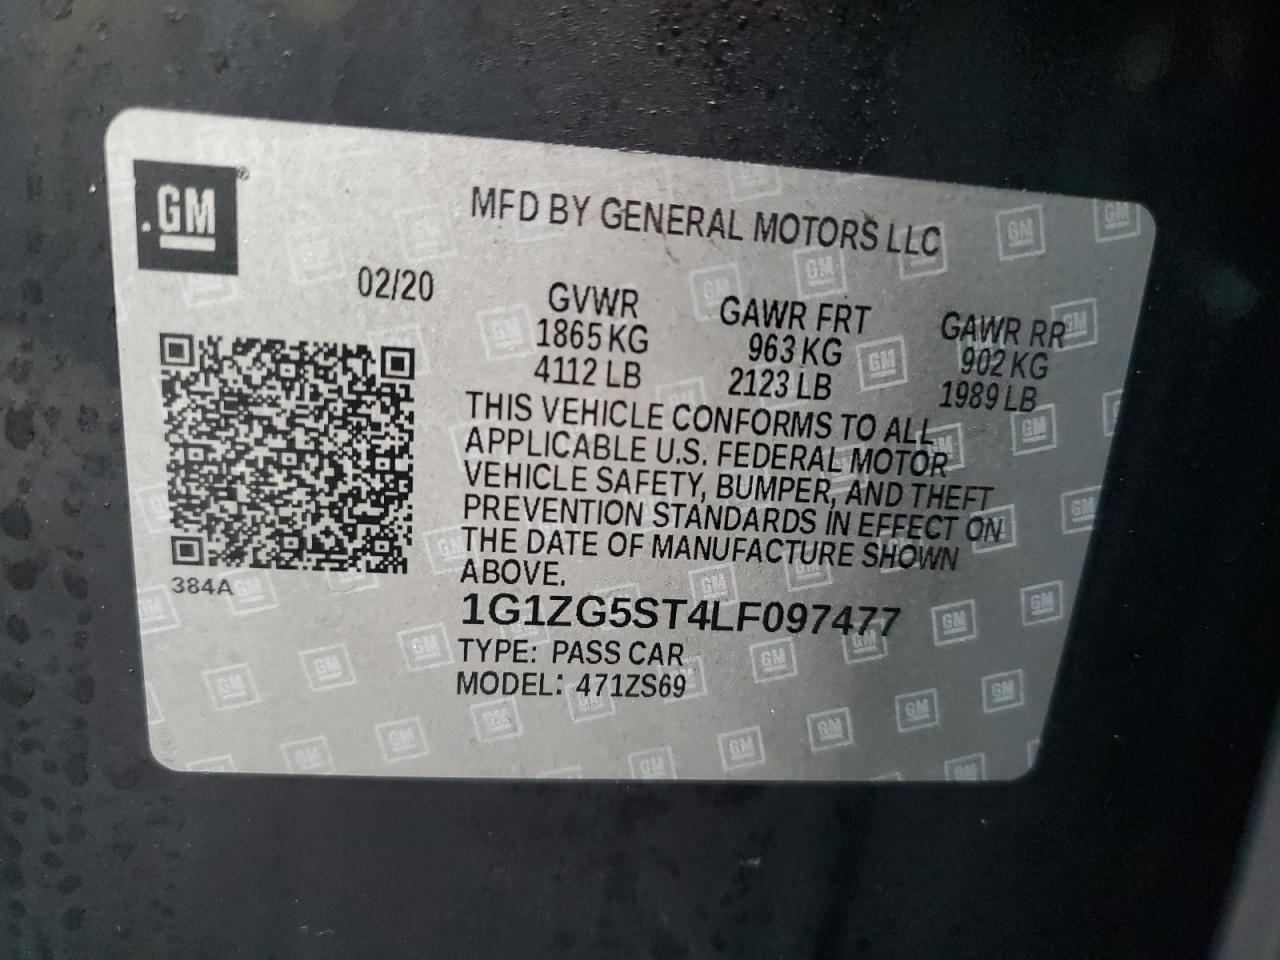 GM
MFD BY GENERAL MOTORS LLC
02/20
GVWR GAWR FRT GAWR RR
1865 KG 963 KG 902 KG
4112 LB 2123 LB 1989 LB
THIS VEHICLE CONFORMS TO ALL
APPLICABLE U.S. FEDERAL MOTOR
VEHICLE SAFETY, BUMPER, AND THEFT
PREVENTION STANDARDS IN EFFECT ON
THE DATE OF MANUFACTURE SHOWN
ABOVE.
384A
1G1ZG5ST4LF097477
TYPE: PASS CAR
MODEL: 471ZS69